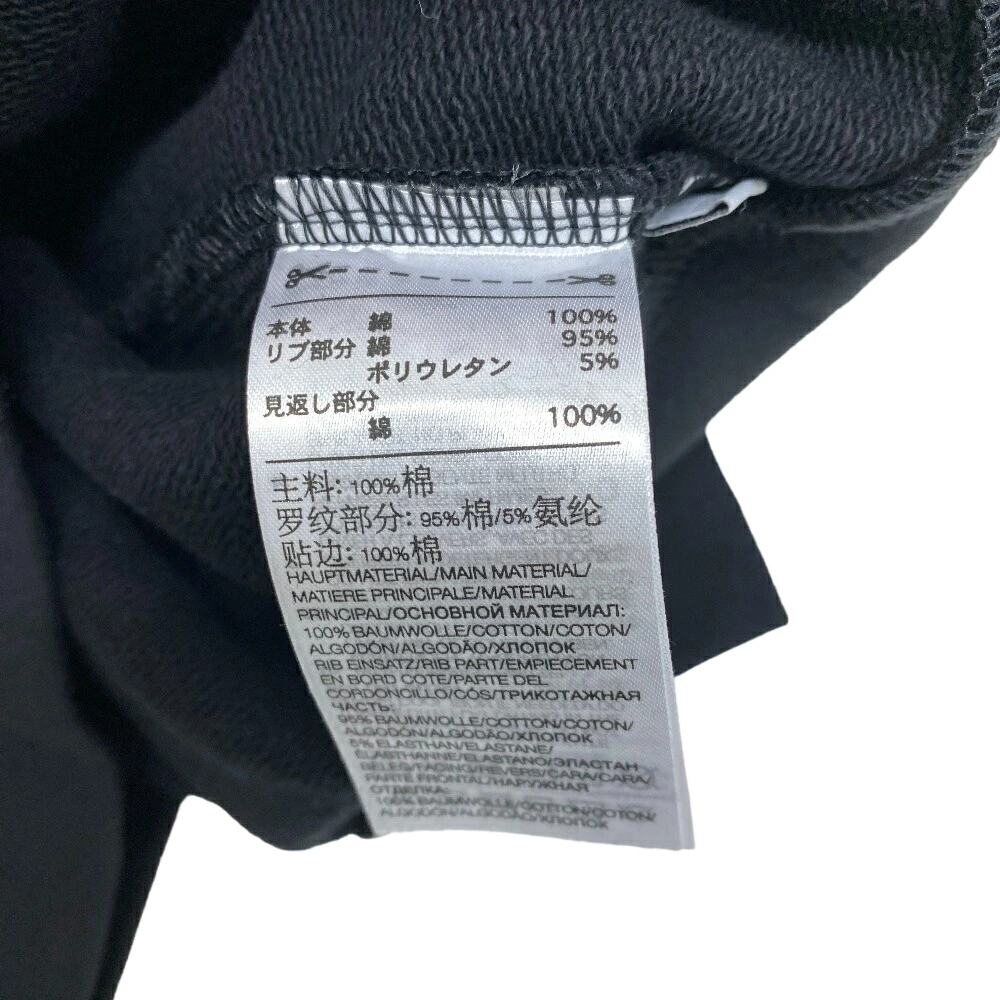 本体 綿 100%
リブ部分 綿 95%
ポリウレタン 5%
見返し部分
綿 100%
主料: 100%棉
罗纹部分: 95%棉/5%氨纶
贴边: 100%棉
HAUPTMATERIAL/MAIN MATERIAL/
MATIERE PRINCIPALE/MATERIAL
PRINCIPAL/ОСНОВНОЙ МАТЕРИАЛ:
100% BAUMWOLLE/COTTON/COTON/
ALGODÓN/ALGODÃO/ХЛОПОК
RIB EINSATZ/RIB PART/EMPIECEMENT
EN BORD COTE/PARTE DEL
CORDONCILLO/CÓS/ТРИКОТАЖНАЯ
ЧАСТЬ:
95% BAUMWOLLE/COTTON/COTON/
ALGODÓN/ALGODÃO/ХЛОПОК
5% ELASTHAN/ELASTANE/
ÉLASTHANNE/ELASTANO/ЭЛАСТАН
BELEG/FACING/REVERS/CARA/CARA/
PARTE FRONTAL/НАРУЖНАЯ
ОТДЕЛКА:
100% BAUMWOLLE/COTTON/COTON/
ALGODÓN/ALGODÃO/ХЛОПОК